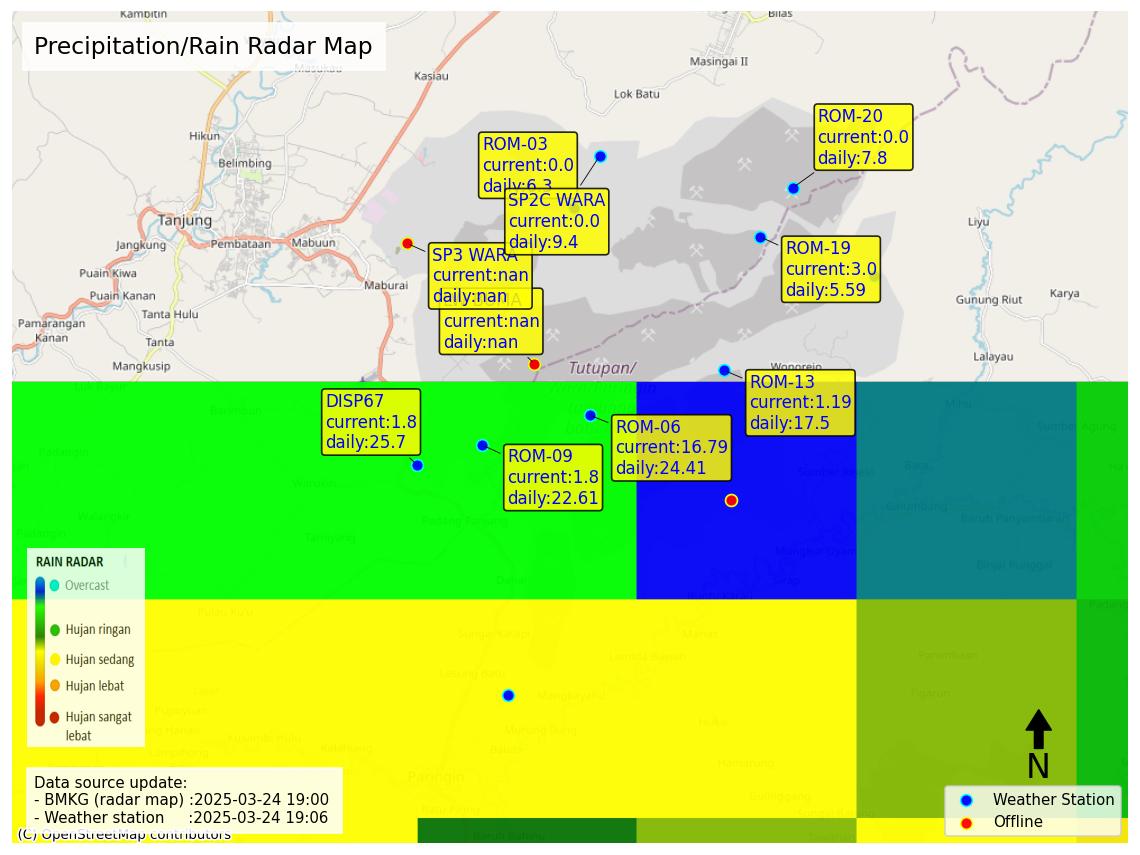 Precipitation/Rain Radar Map
Kambitin
Bilas
Masukau
Kasiau
Masingai II
Lok Batu
Hikun
Belimbing
Tanjung
Jangkung
Pembataan
Mabuun
Puain Kiwa
Maburai
Puain Kanan
Tanta Hulu
Pamarangan
Kanan
Tanta
Mangkusip
Liyu
Gunung Riut
Karya
Lalayau
Wonorejo
Tutupan/
ROM-03
current:0.0
daily:6.3
SP2C WARA
current:0.0
daily:9.4
ROM-20
current:0.0
daily:7.8
ROM-19
current:3.0
daily:5.59
SP3 WARA
current:nan
daily:nan
current:nan
daily:nan
ROM-13
current:1.19
daily:17.5
DISP67
current:1.8
daily:25.7
ROM-06
current:16.79
daily:24.41
ROM-09
current:1.8
daily:22.61
Paringin
RAIN RADAR
Overcast
Hujan ringan
Hujan sedang
Hujan lebat
Hujan sangat
lebat
Data source update:
- BMKG (radar map) :2025-03-24 19:00
- Weather station :2025-03-24 19:06
(C) OpenStreetMap contributors
N
Weather Station
Offline